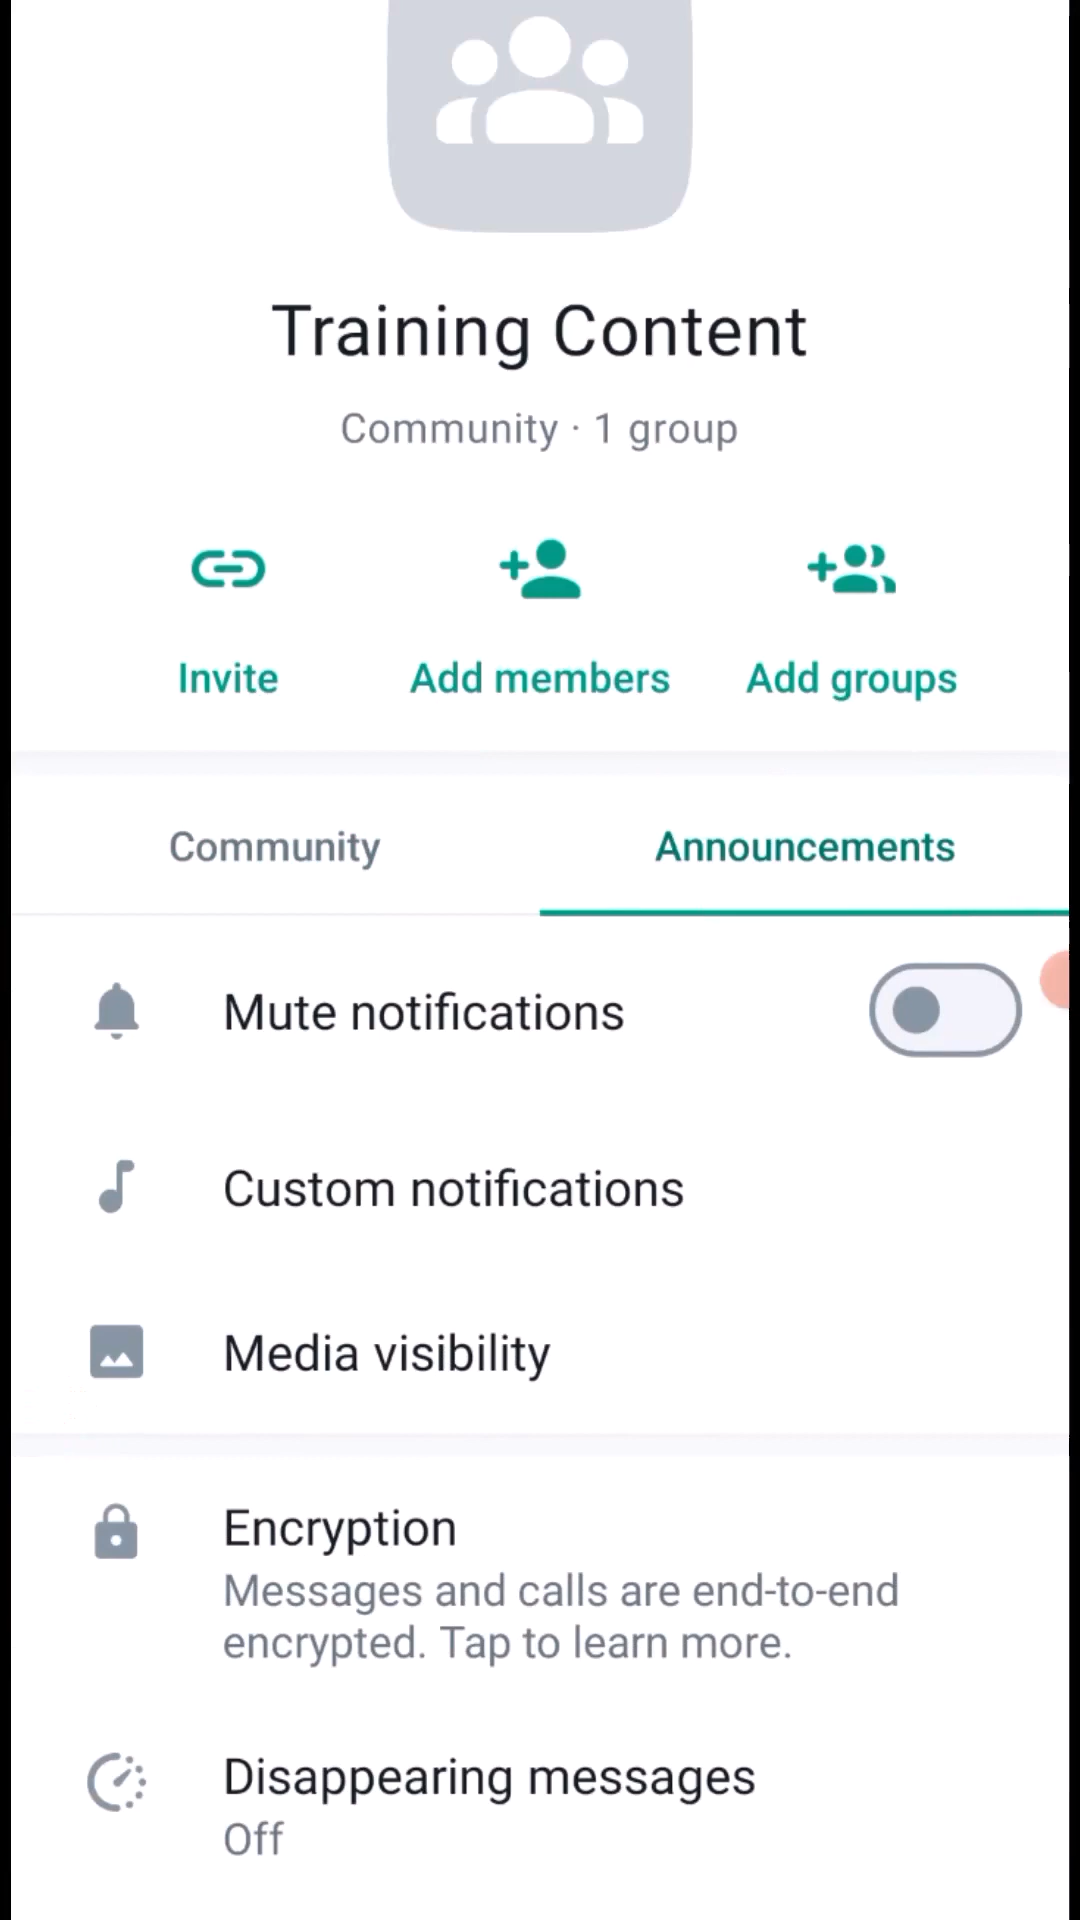 Training Content
Community · 1 group
Invite
Add members
Add groups
Community
Announcements
Mute notifications
Custom notifications
Media visibility
Encryption
Messages and calls are end-to-end
encrypted. Tap to learn more.
Disappearing messages
Off